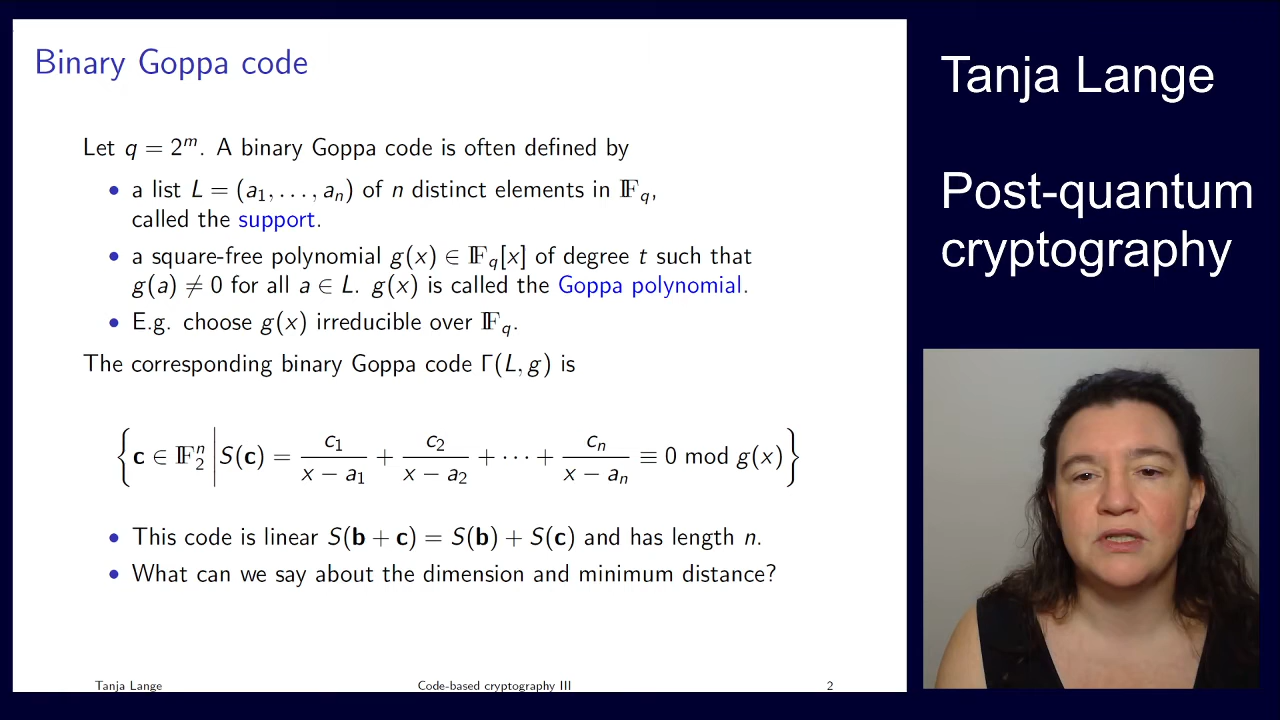 Binary Goppa code
Let q = 2^m. A binary Goppa code is often defined by
• a list L = (a_1, . . . , a_n) of n distinct elements in 𝔽_q,
called the support.
• a square-free polynomial g(x) ∈ 𝔽_q[x] of degree t such that
g(a) ≠ 0 for all a ∈ L. g(x) is called the Goppa polynomial.
• E.g. choose g(x) irreducible over 𝔽_q.
The corresponding binary Goppa code Γ(L, g) is
{c ∈ 𝔽_2^n | S(c) = c_1/(x − a_1) + c_2/(x − a_2) + · · · + c_n/(x − a_n) ≡ 0 mod g(x)}
• This code is linear S(b + c) = S(b) + S(c) and has length n.
• What can we say about the dimension and minimum distance?
Tanja Lange
Code-based cryptography III
2
Tanja Lange
Post-quantum
cryptography